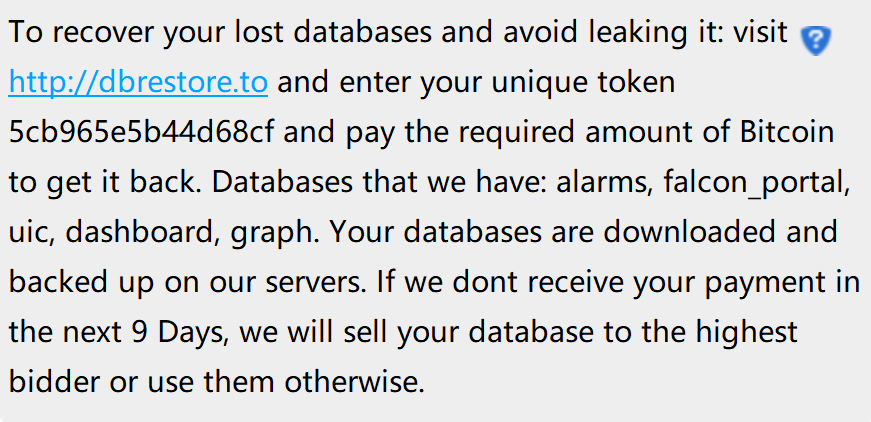 To recover your lost databases and avoid leaking it: visit
http://dbrestore.to and enter your unique token
5cb965e5b44d68cf and pay the required amount of Bitcoin
to get it back. Databases that we have: alarms, falcon_portal,
uic, dashboard, graph. Your databases are downloaded and
backed up on our servers. If we dont receive your payment in
the next 9 Days, we will sell your database to the highest
bidder or use them otherwise.